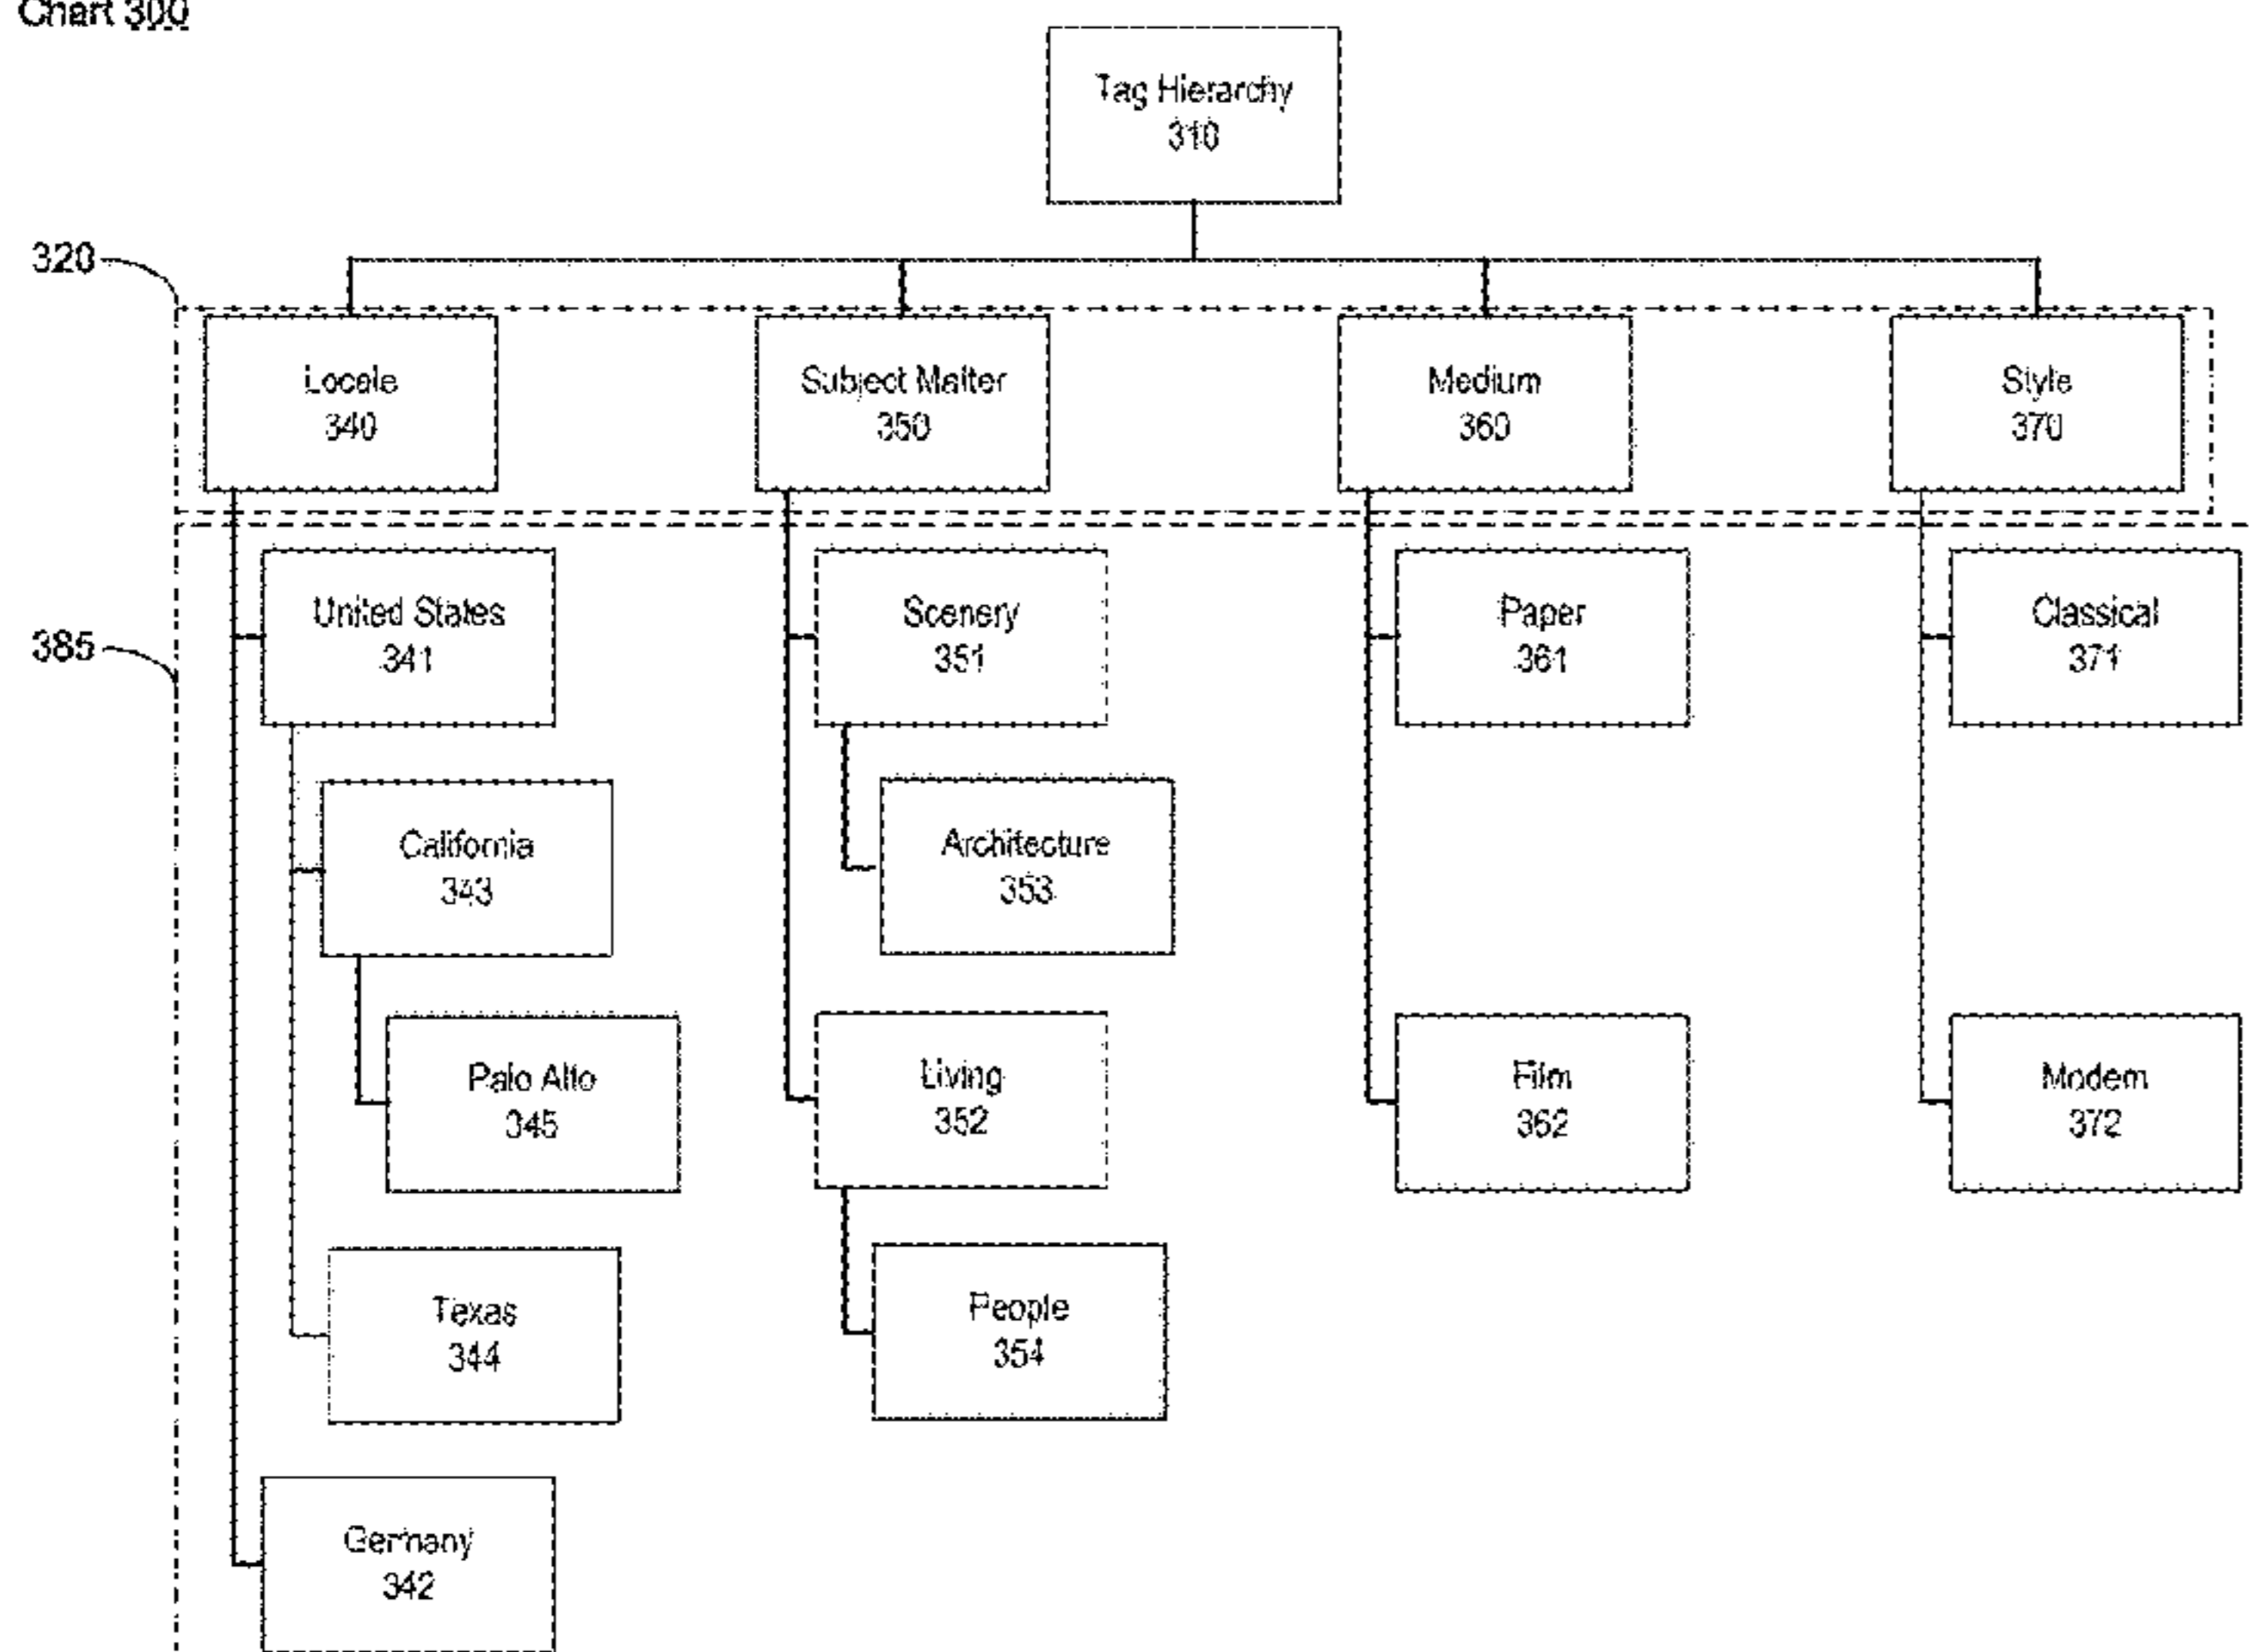 Chart 300
Tag Hierarchy
310
320
Locale
340
Subject Matter
350
Medium
360
Style
370
385
United States
341
Scenery
351
Paper
361
Classical
371
California
343
Architecture
353
Palo Alto
345
Living
352
Film
362
Modern
372
Texas
344
People
354
Germany
342